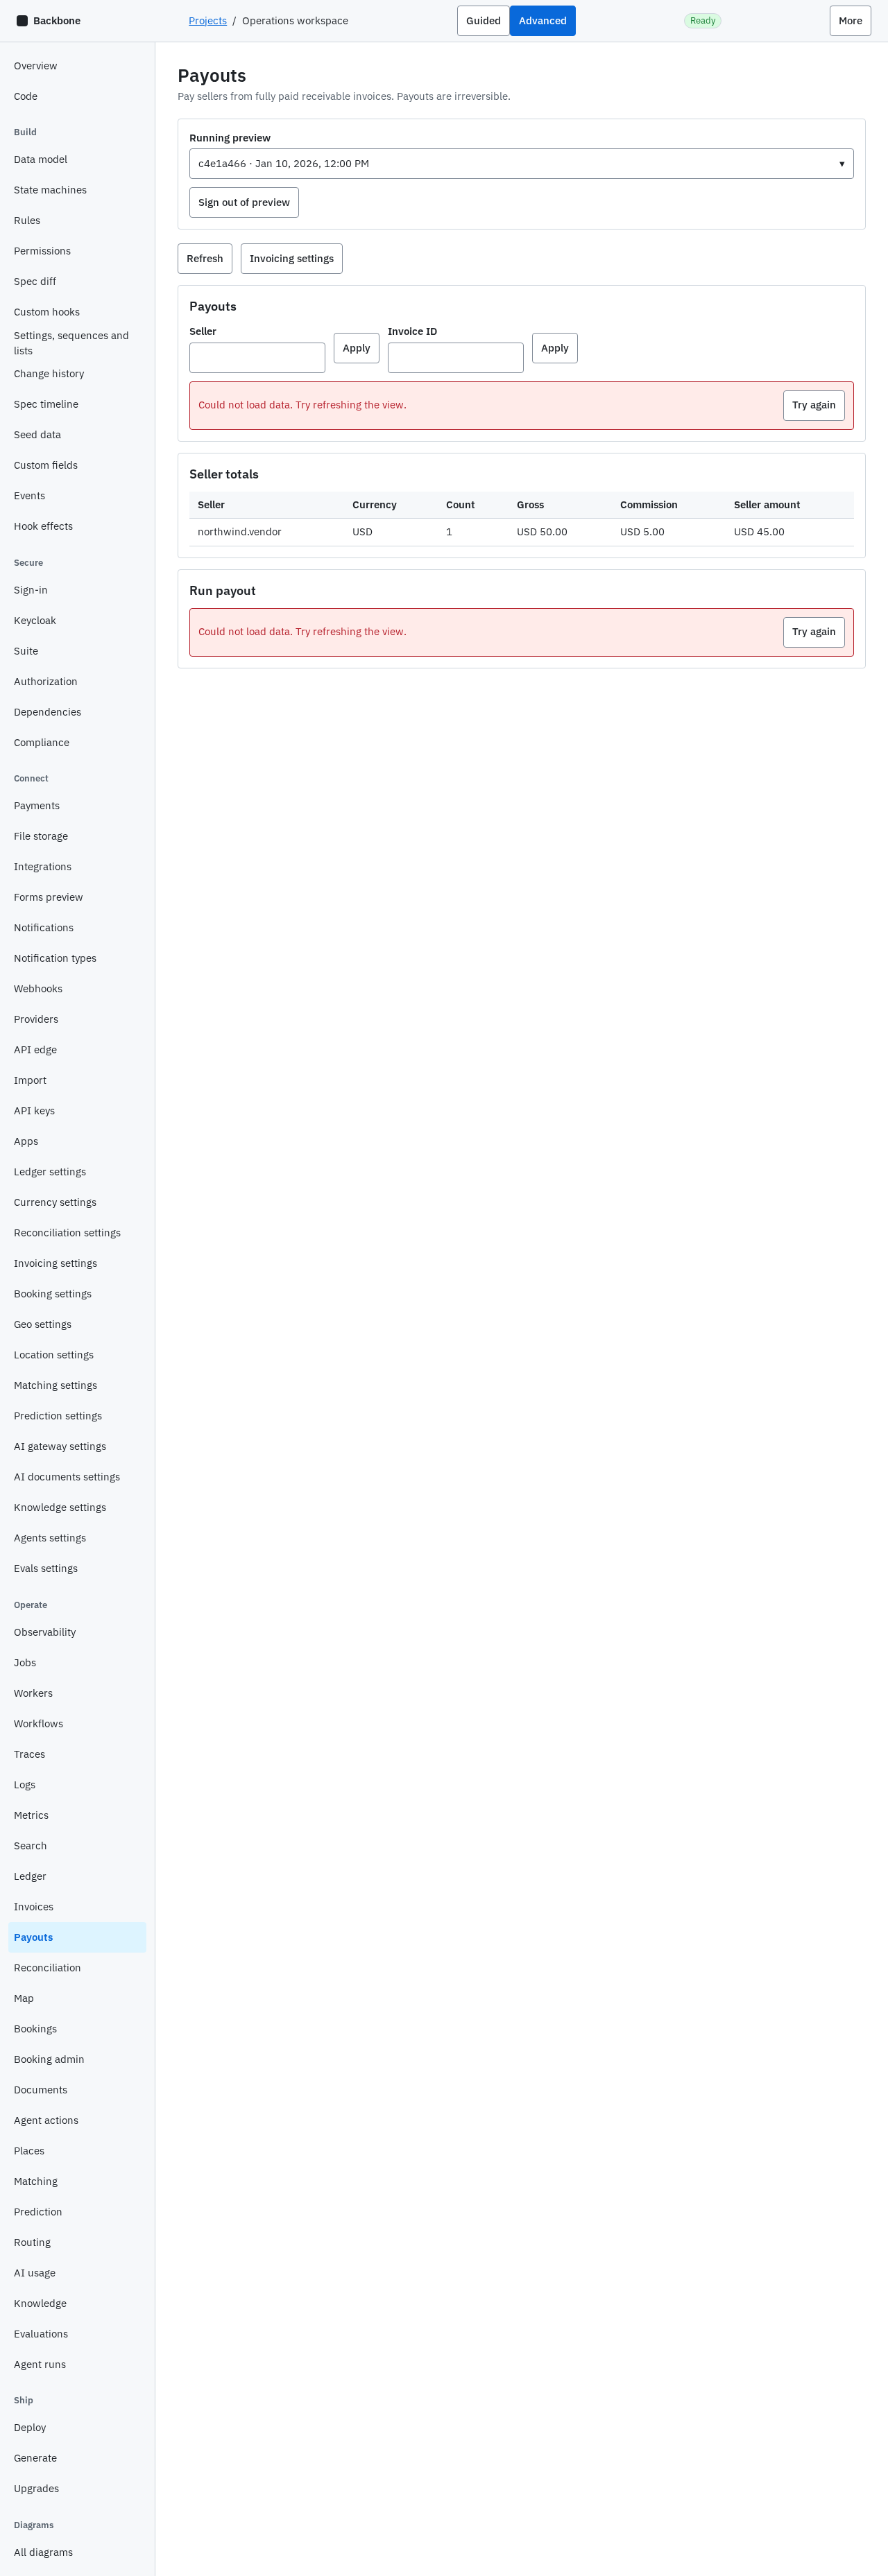 Backbone
Projects / Operations workspace
Guided
Advanced
Ready
More
Overview
Code
Build
Data model
State machines
Rules
Permissions
Spec diff
Custom hooks
Settings, sequences and
lists
Change history
Spec timeline
Seed data
Custom fields
Events
Hook effects
Secure
Sign-in
Keycloak
Suite
Authorization
Dependencies
Compliance
Connect
Payments
File storage
Integrations
Forms preview
Notifications
Notification types
Webhooks
Providers
API edge
Import
API keys
Apps
Ledger settings
Currency settings
Reconciliation settings
Invoicing settings
Booking settings
Geo settings
Location settings
Matching settings
Prediction settings
AI gateway settings
AI documents settings
Knowledge settings
Agents settings
Evals settings
Operate
Observability
Jobs
Workers
Workflows
Traces
Logs
Metrics
Search
Ledger
Invoices
Payouts
Reconciliation
Map
Bookings
Booking admin
Documents
Agent actions
Places
Matching
Prediction
Routing
AI usage
Knowledge
Evaluations
Agent runs
Ship
Deploy
Generate
Upgrades
Diagrams
All diagrams
Payouts
Pay sellers from fully paid receivable invoices. Payouts are irreversible.
Running preview
c4e1a466 · Jan 10, 2026, 12:00 PM
Sign out of preview
Refresh
Invoicing settings
Payouts
Seller
Apply
Invoice ID
Apply
Could not load data. Try refreshing the view.
Try again
Seller totals
Seller Currency Count Gross Commission Seller amount
northwind.vendor USD 1 USD 50.00 USD 5.00 USD 45.00
Run payout
Could not load data. Try refreshing the view.
Try again